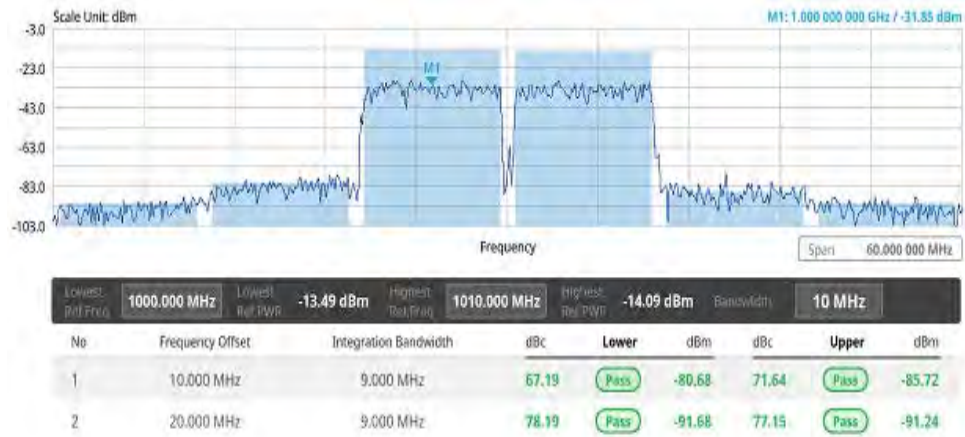 Scale Unit: dBm M1: 1.000 000 000 GHz / -31.85 dBm
-3.0
-23.0
M1
-43.0
-63.0
-83.0
-103.0
Frequency
Span 60.000 000 MHz
Lowest Ref.Freq 1000.000 MHz Lowest Ref.PWR -13.49 dBm Highest Ref.Freq 1010.000 MHz Highest Ref.PWR -14.09 dBm Bandwidth 10 MHz
No Frequency Offset Integration Bandwidth dBc Lower dBm dBc Upper dBm
1 10.000 MHz 9.000 MHz 67.19 Pass -80.68 71.64 Pass -85.72
2 20.000 MHz 9.000 MHz 78.19 Pass -91.68 77.15 Pass -91.24